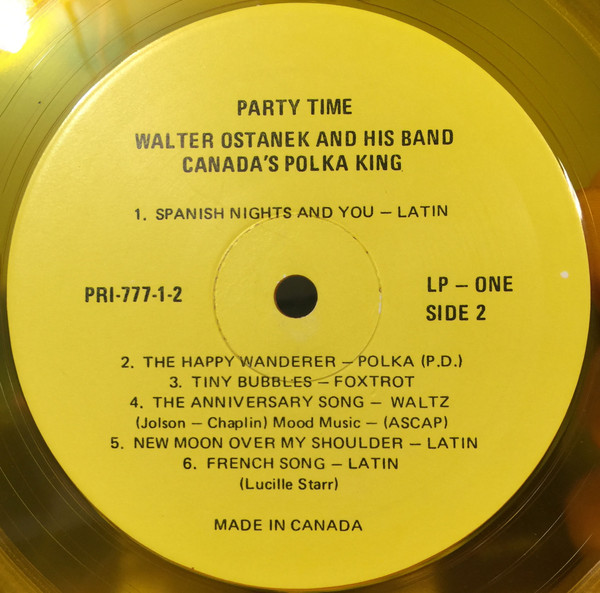 PARTY TIME
WALTER OSTANEK AND HIS BAND
CANADA'S POLKA KING
1. SPANISH NIGHTS AND YOU – LATIN
PRI-777-1-2
LP – ONE
SIDE 2
2. THE HAPPY WANDERER – POLKA (P.D.)
3. TINY BUBBLES – FOXTROT
4. THE ANNIVERSARY SONG – WALTZ
(Jolson – Chaplin) Mood Music – (ASCAP)
5. NEW MOON OVER MY SHOULDER – LATIN
6. FRENCH SONG – LATIN
(Lucille Starr)
MADE IN CANADA